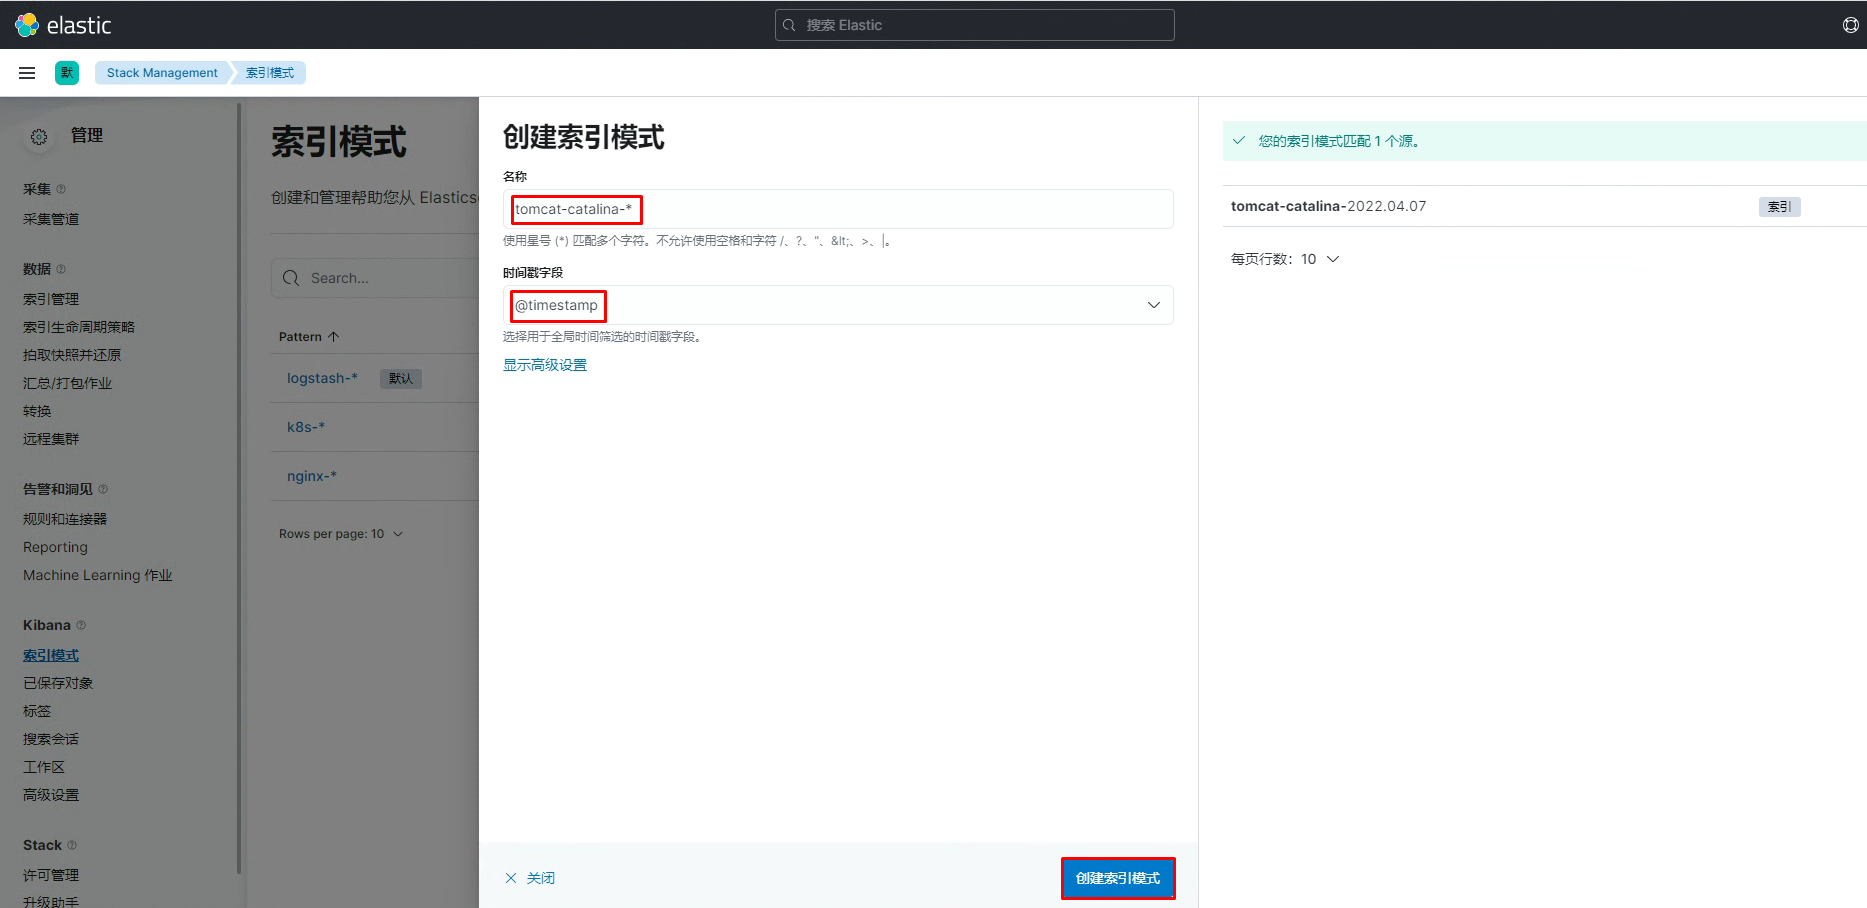 elastic
搜索 Elastic
默
Stack Management
索引模式
管理
采集
采集管道
数据
索引管理
索引生命周期策略
拍取快照并还原
汇总/打包作业
转换
远程集群
告警和洞见
规则和连接器
Reporting
Machine Learning 作业
Kibana
索引模式
已保存对象
标签
搜索会话
工作区
高级设置
Stack
许可管理
升级助手
索引模式
创建和管理帮助您从 Elasticse
Search...
Pattern
logstash-* 默认
k8s-*
nginx-*
Rows per page: 10
创建索引模式
名称
tomcat-catalina-*
使用星号 (*) 匹配多个字符。不允许使用空格和字符 /、?、"、&lt;、>、|。
时间戳字段
@timestamp
选择用于全局时间筛选的时间戳字段。
显示高级设置
关闭
创建索引模式
您的索引模式匹配 1 个源。
tomcat-catalina-2022.04.07 索引
每页行数：10